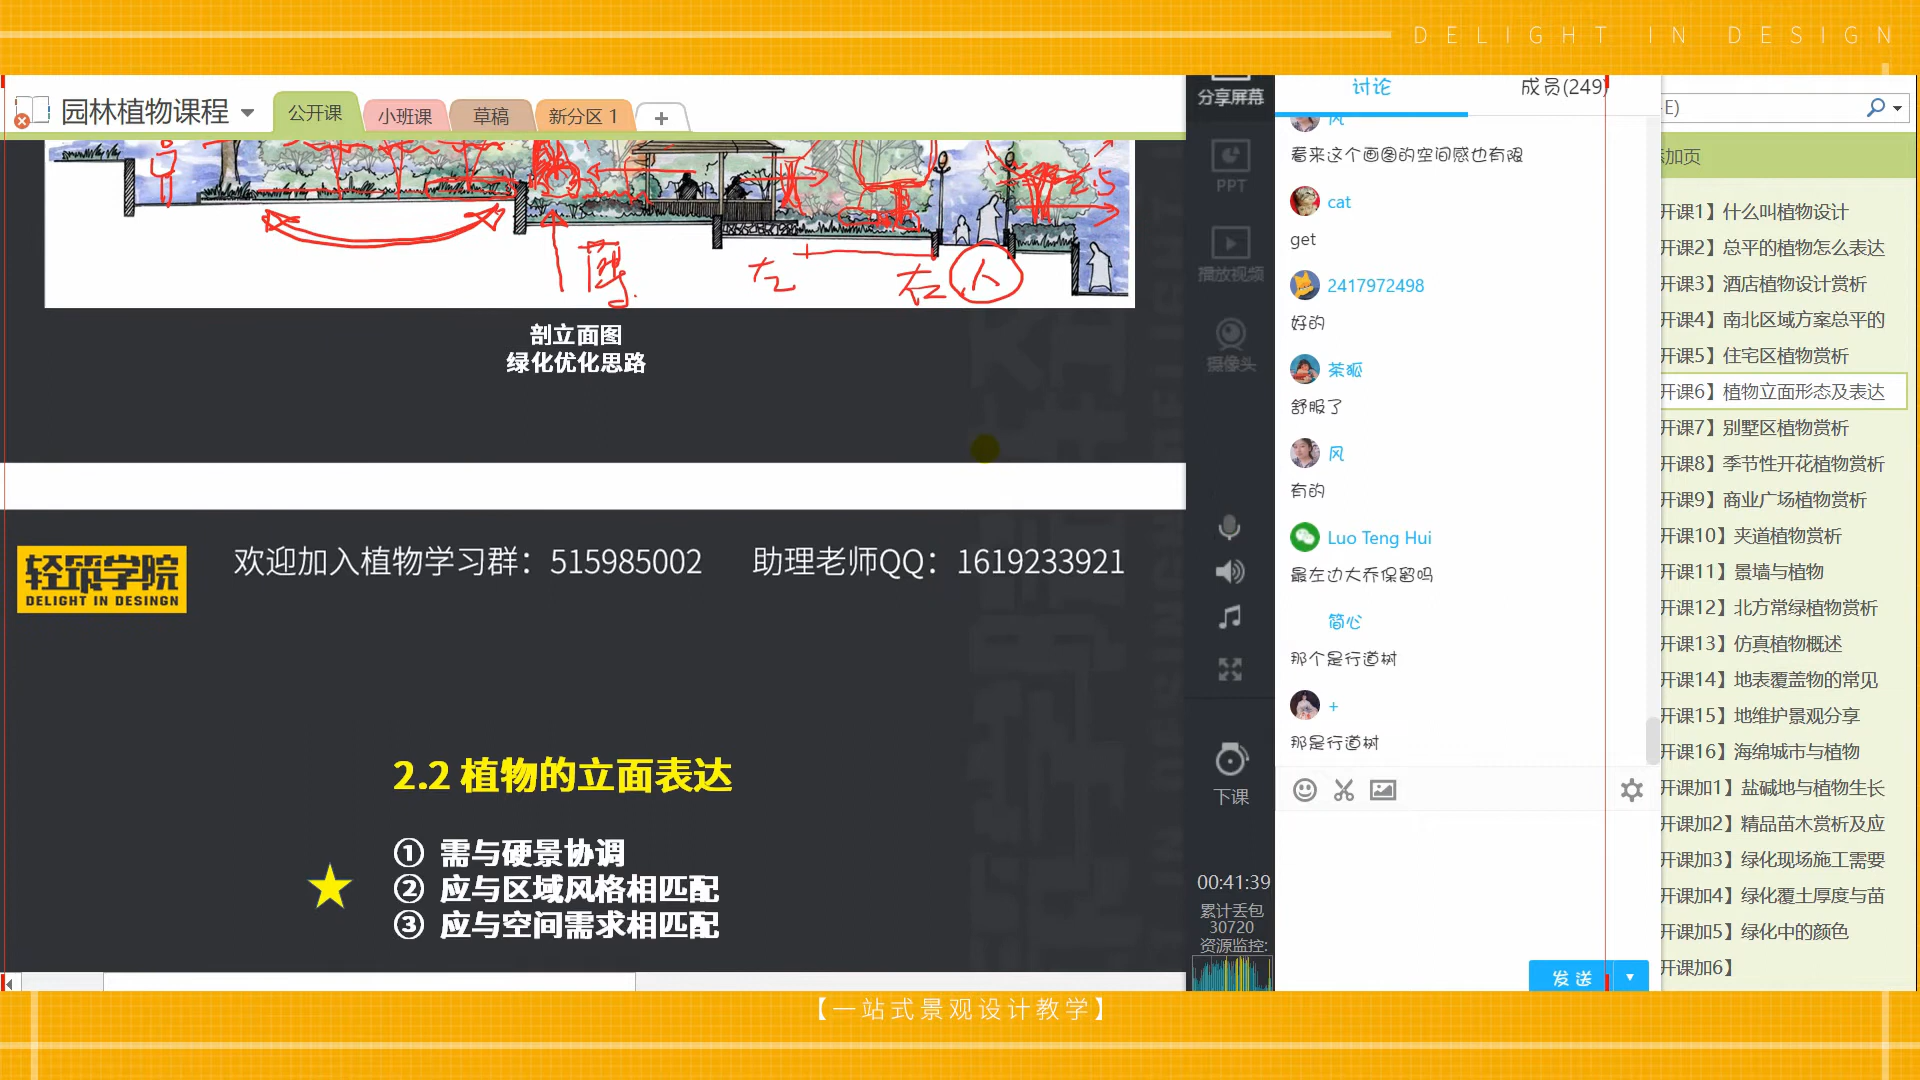 DELIGHT IN DESIGN
园林植物课程
公开课
小班课
草稿
新分区 1
+
2.5
左
右
人
剖立面图
绿化优化思路
轻筑学院
DELIGHT IN DESINGN
欢迎加入植物学习群：515985002
助理老师QQ：1619233921
2.2 植物的立面表达
① 需与硬景协调
② 应与区域风格相匹配
③ 应与空间需求相匹配
分享屏幕
PPT
播放视频
摄像头
下课
00:41:39
累计丢包
30720
资源监控:
讨论
成员(249)
风
看来这个画图的空间感也有限
cat
get
2417972498
好的
茶狐
舒服了
风
有的
Luo Teng Hui
最左边大乔保留吗
简心
那个是行道树
+
那是行道树
发送
E)
加页
开课1】什么叫植物设计
开课2】总平的植物怎么表达
开课3】酒店植物设计赏析
开课4】南北区域方案总平的
开课5】住宅区植物赏析
开课6】植物立面形态及表达
开课7】别墅区植物赏析
开课8】季节性开花植物赏析
开课9】商业广场植物赏析
开课10】夹道植物赏析
开课11】景墙与植物
开课12】北方常绿植物赏析
开课13】仿真植物概述
开课14】地表覆盖物的常见
开课15】地维护景观分享
开课16】海绵城市与植物
开课加1】盐碱地与植物生长
开课加2】精品苗木赏析及应
开课加3】绿化现场施工需要
开课加4】绿化覆土厚度与苗
开课加5】绿化中的颜色
开课加6】
【一站式景观设计教学】